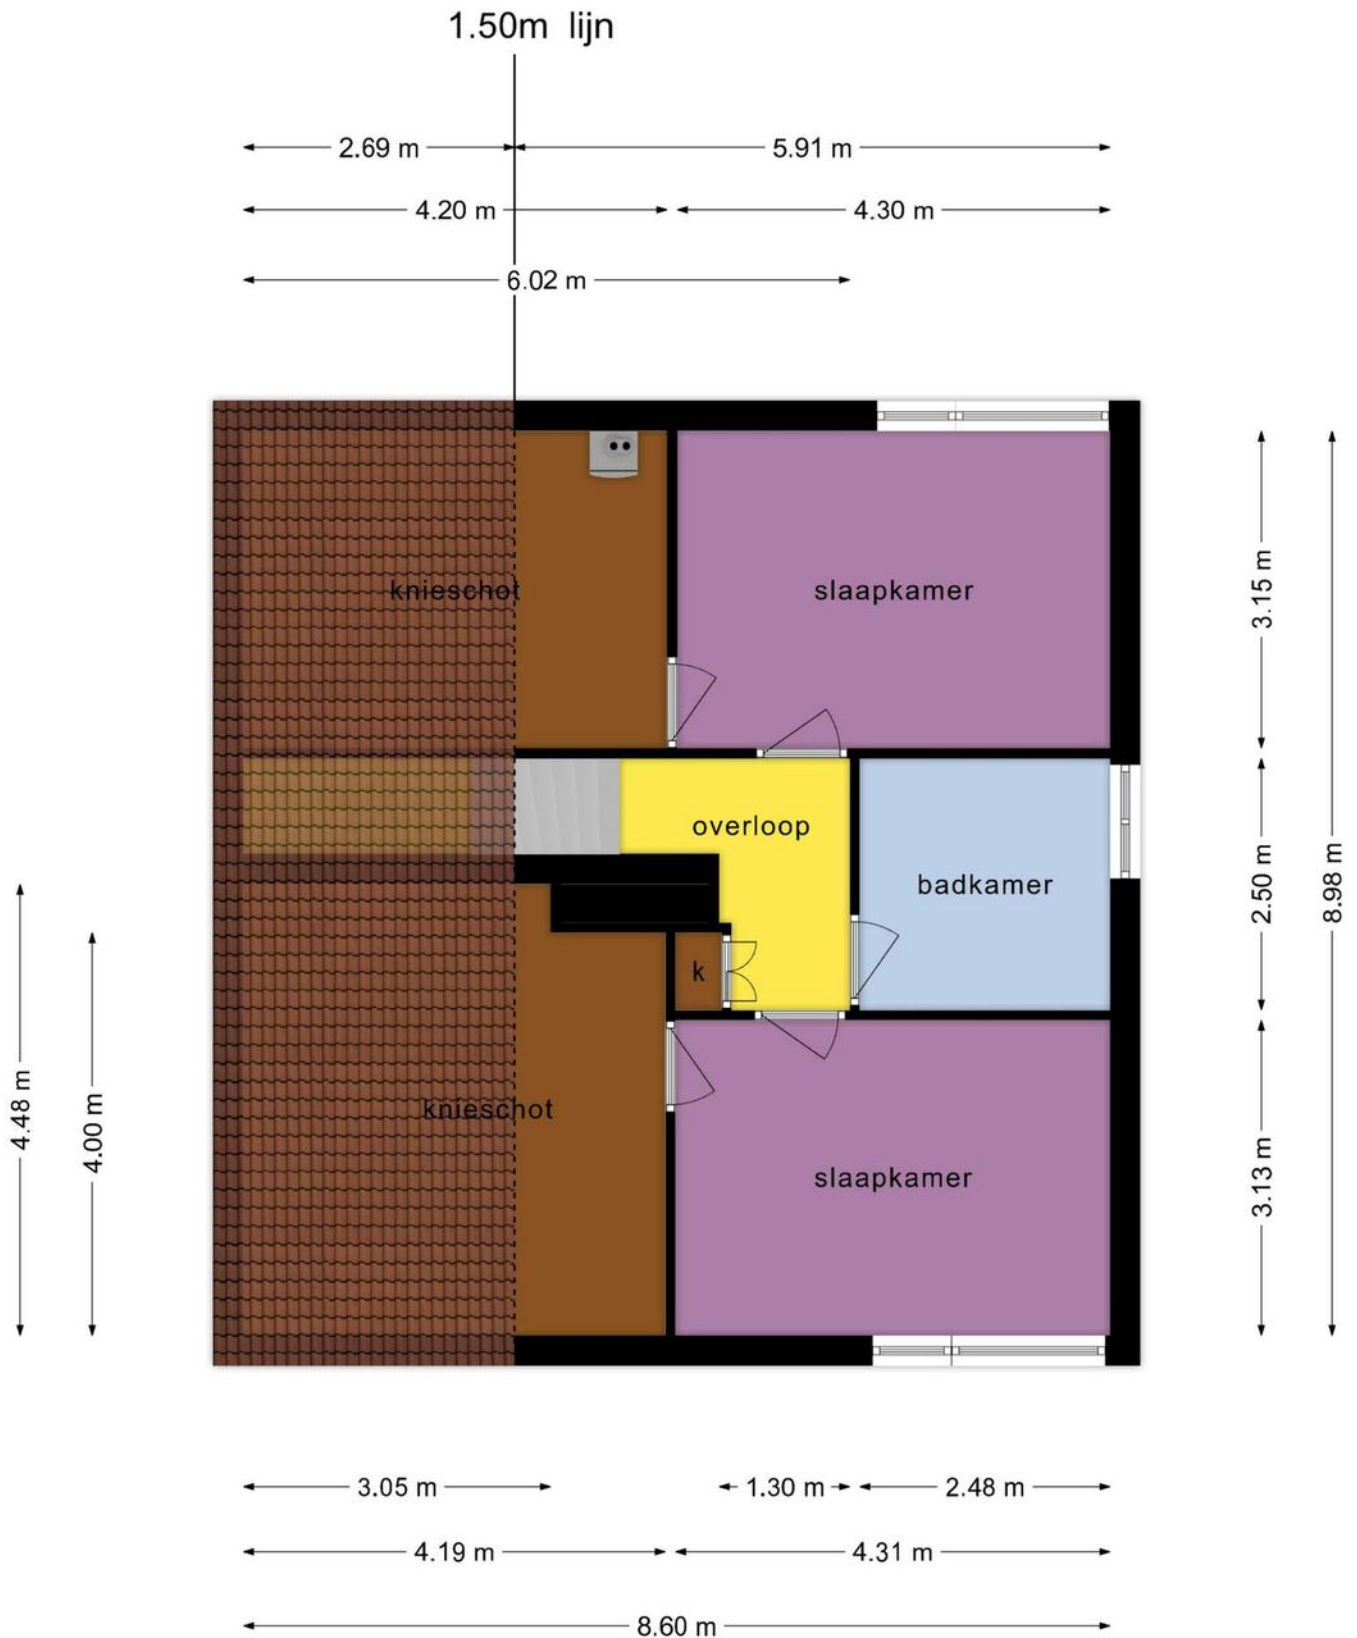 1.50m lijn
2.69 m
5.91 m
4.20 m
4.30 m
6.02 m
knieschot
slaapkamer
3.15 m
overloop
badkamer
2.50 m
8.98 m
k
4.48 m
4.00 m
knieschot
slaapkamer
3.13 m
3.05 m
1.30 m
2.48 m
4.19 m
4.31 m
8.60 m